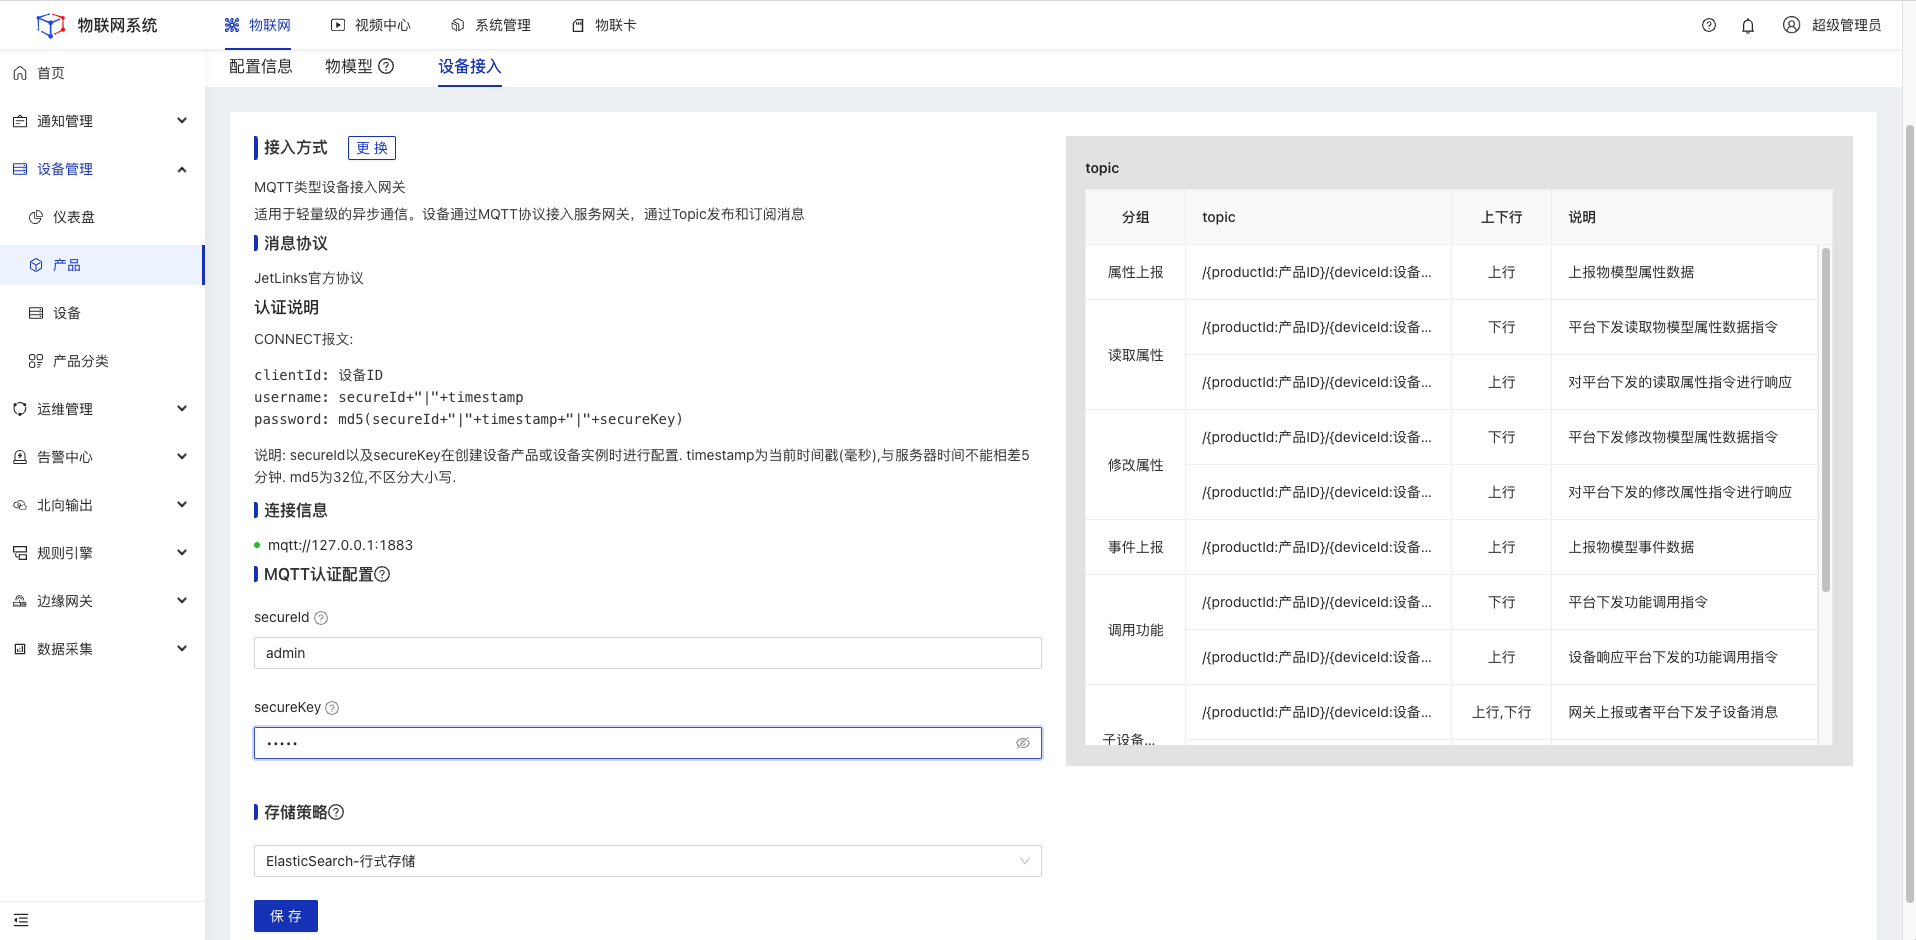 物联网系统
物联网
视频中心
系统管理
物联卡
超级管理员
首页
通知管理
设备管理
仪表盘
产品
设备
产品分类
运维管理
告警中心
北向输出
规则引擎
边缘网关
数据采集
配置信息
物模型
设备接入
接入方式
更 换
MQTT类型设备接入网关
适用于轻量级的异步通信。设备通过MQTT协议接入服务网关，通过Topic发布和订阅消息
消息协议
JetLinks官方协议
认证说明
CONNECT报文:
clientId: 设备ID
username: secureId+"|"+timestamp
password: md5(secureId+"|"+timestamp+"|"+secureKey)
说明: secureId以及secureKey在创建设备产品或设备实例时进行配置. timestamp为当前时间戳(毫秒),与服务器时间不能相差5
分钟. md5为32位,不区分大小写.
连接信息
mqtt://127.0.0.1:1883
MQTT认证配置
secureId
admin
secureKey
•••••
存储策略
ElasticSearch-行式存储
保 存
topic
分组 topic 上下行 说明
属性上报 /{productId:产品ID}/{deviceId:设备... 上行 上报物模型属性数据
读取属性 /{productId:产品ID}/{deviceId:设备... 下行 平台下发读取物模型属性数据指令
/{productId:产品ID}/{deviceId:设备... 上行 对平台下发的读取属性指令进行响应
修改属性 /{productId:产品ID}/{deviceId:设备... 下行 平台下发修改物模型属性数据指令
/{productId:产品ID}/{deviceId:设备... 上行 对平台下发的修改属性指令进行响应
事件上报 /{productId:产品ID}/{deviceId:设备... 上行 上报物模型事件数据
调用功能 /{productId:产品ID}/{deviceId:设备... 下行 平台下发功能调用指令
/{productId:产品ID}/{deviceId:设备... 上行 设备响应平台下发的功能调用指令
子设备... /{productId:产品ID}/{deviceId:设备... 上行,下行 网关上报或者平台下发子设备消息